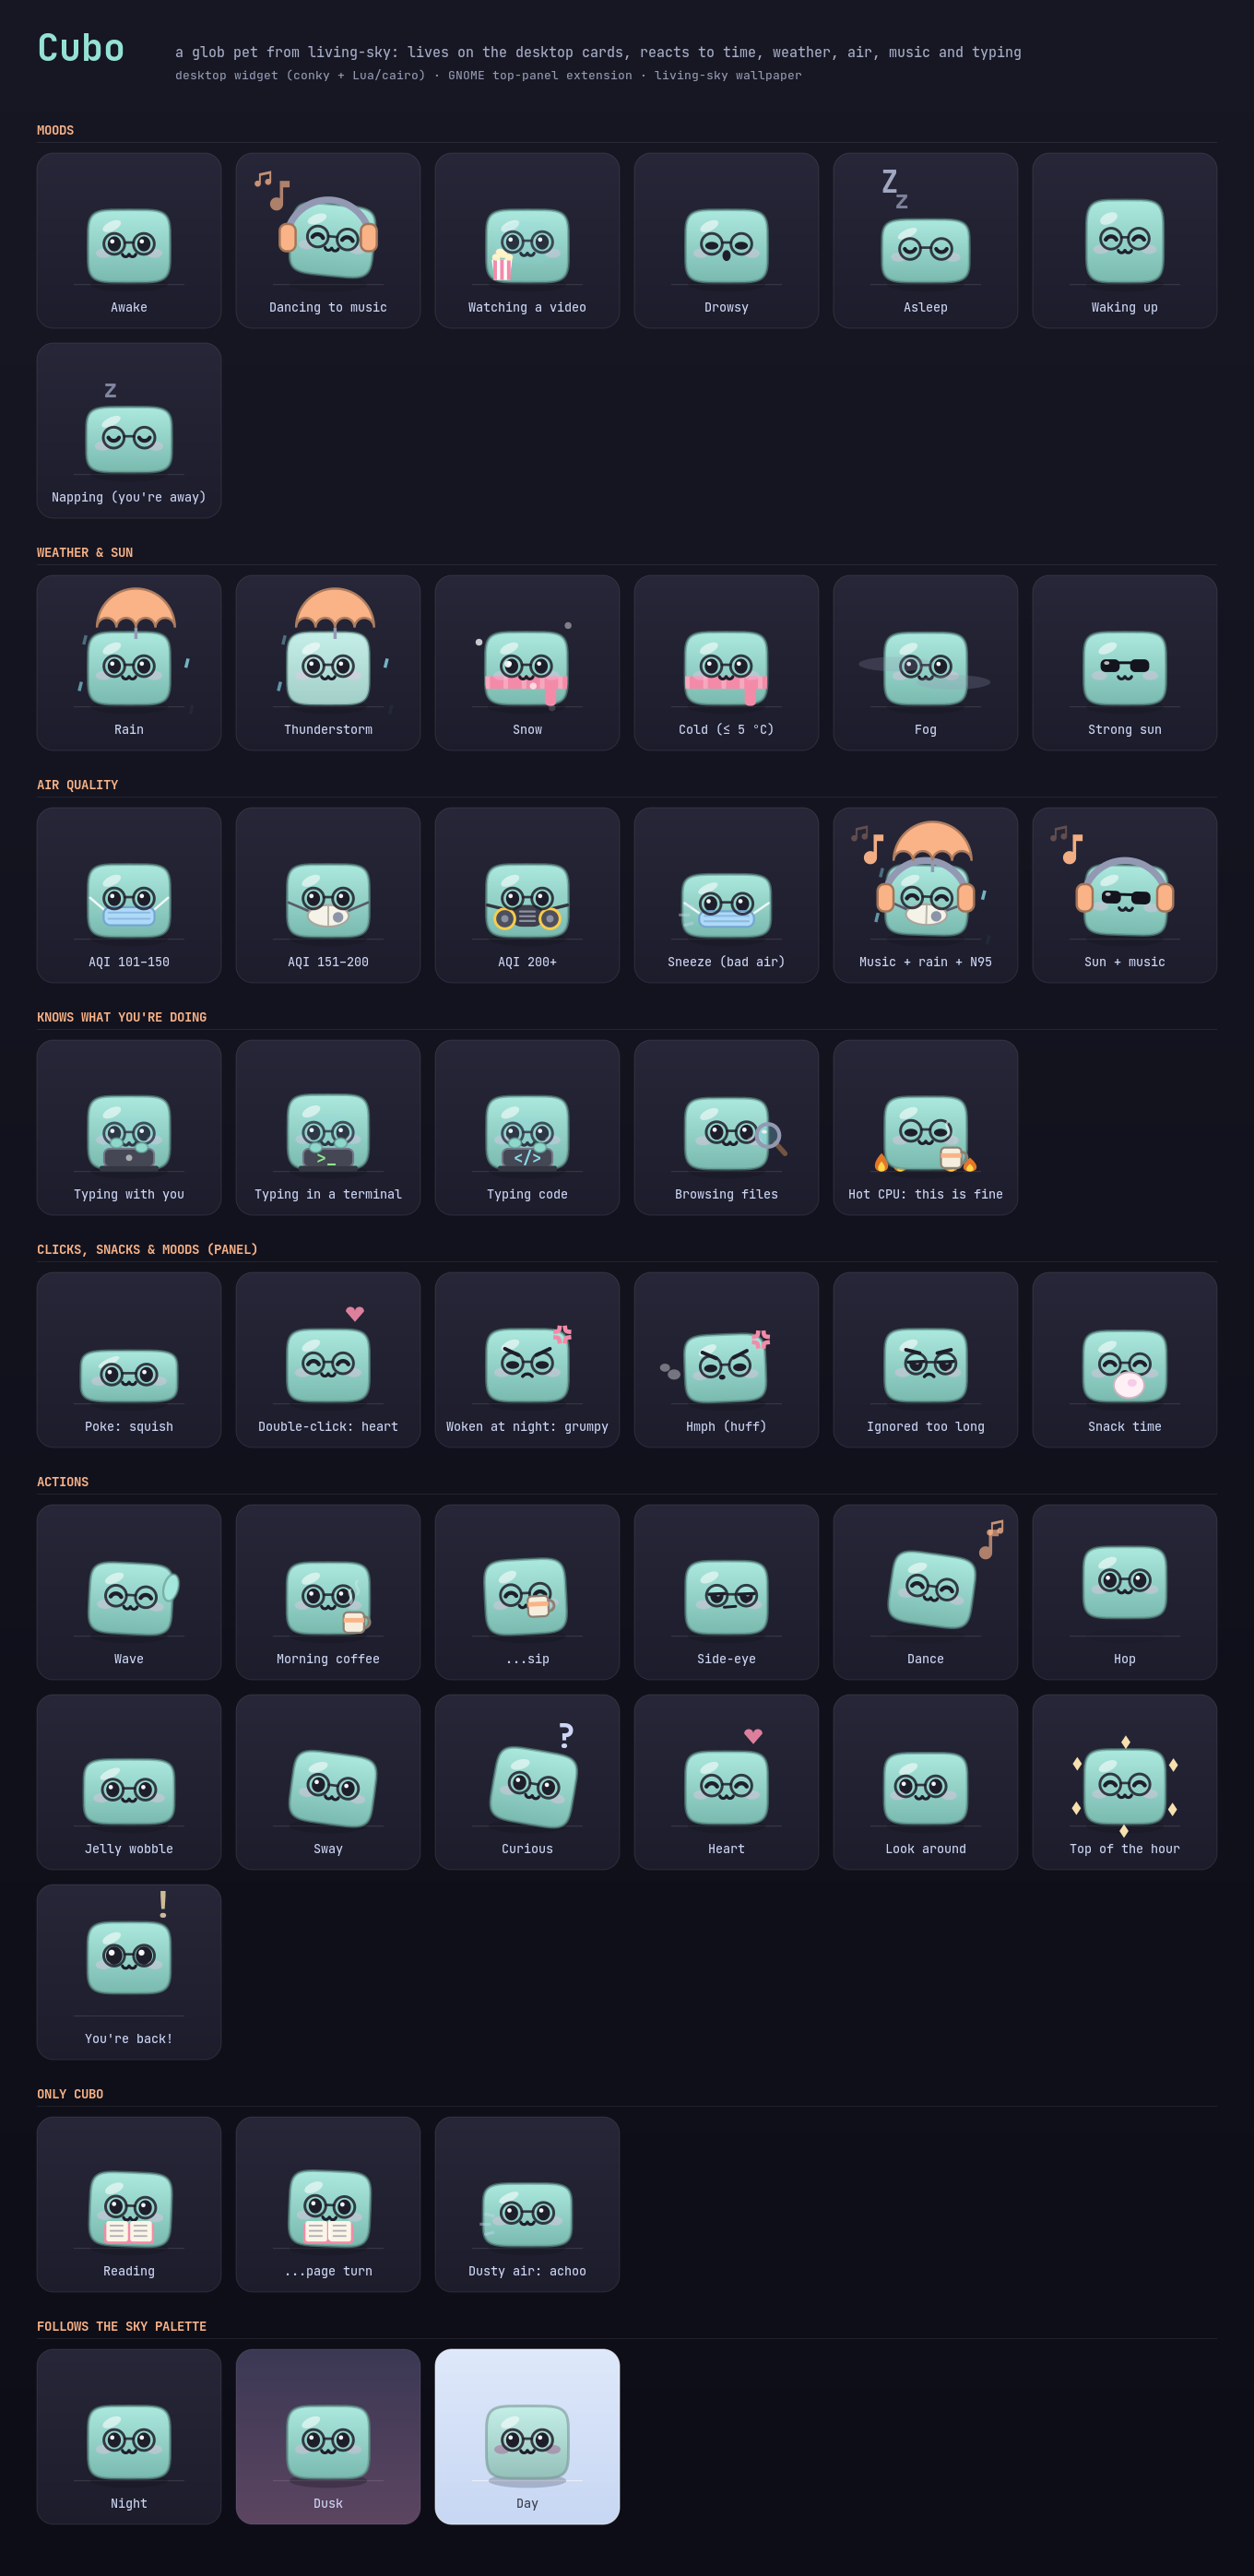 Cubo
a glob pet from living-sky: lives on the desktop cards, reacts to time, weather, air, music and typing
desktop widget (conky + Lua/cairo) · GNOME top-panel extension · living-sky wallpaper
MOODS
Z
Z
Awake
Dancing to music
Watching a video
Drowsy
Asleep
Waking up
Z
Napping (you're away)
WEATHER & SUN
Rain
Thunderstorm
Snow
Cold (≤ 5 °C)
Fog
Strong sun
AIR QUALITY
AQI 101–150
AQI 151–200
AQI 200+
Sneeze (bad air)
Music + rain + N95
Sun + music
KNOWS WHAT YOU'RE DOING
>_
</>
Typing with you
Typing in a terminal
Typing code
Browsing files
Hot CPU: this is fine
CLICKS, SNACKS & MOODS (PANEL)
Poke: squish
Double-click: heart
Woken at night: grumpy
Hmph (huff)
Ignored too long
Snack time
ACTIONS
Wave
Morning coffee
...sip
Side-eye
Dance
Hop
?
Jelly wobble
Sway
Curious
Heart
Look around
Top of the hour
!
You're back!
ONLY CUBO
Reading
...page turn
Dusty air: achoo
FOLLOWS THE SKY PALETTE
Night
Dusk
Day